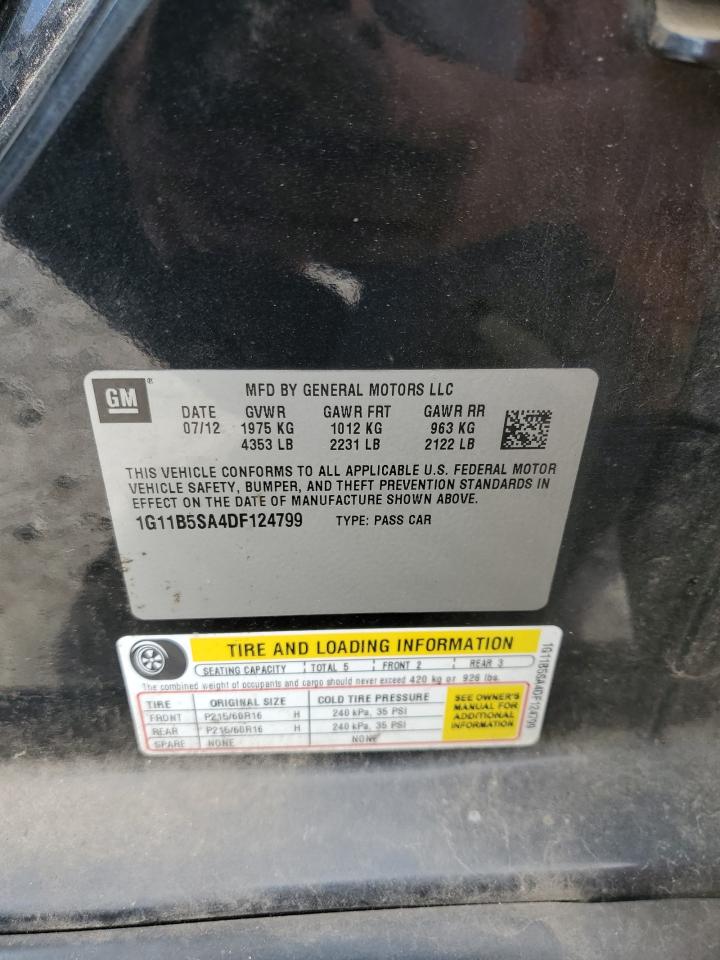 GM ®
MFD BY GENERAL MOTORS LLC
DATE GVWR GAWR FRT GAWR RR
07/12 1975 KG 1012 KG 963 KG
4353 LB 2231 LB 2122 LB
THIS VEHICLE CONFORMS TO ALL APPLICABLE U.S. FEDERAL MOTOR
VEHICLE SAFETY, BUMPER, AND THEFT PREVENTION STANDARDS IN
EFFECT ON THE DATE OF MANUFACTURE SHOWN ABOVE.
1G11B5SA4DF124799 TYPE: PASS CAR
TIRE AND LOADING INFORMATION
SEATING CAPACITY TOTAL 5 FRONT 2 REAR 3
The combined weight of occupants and cargo should never exceed 420 kg or 926 lbs.
TIRE ORIGINAL SIZE COLD TIRE PRESSURE
FRONT P215/60R16 H 240 kPa, 35 PSI
REAR P215/60R16 H 240 kPa, 35 PSI
SPARE NONE NONE
SEE OWNER'S
MANUAL FOR
ADDITIONAL
INFORMATION
1G11B5SA4DF124799